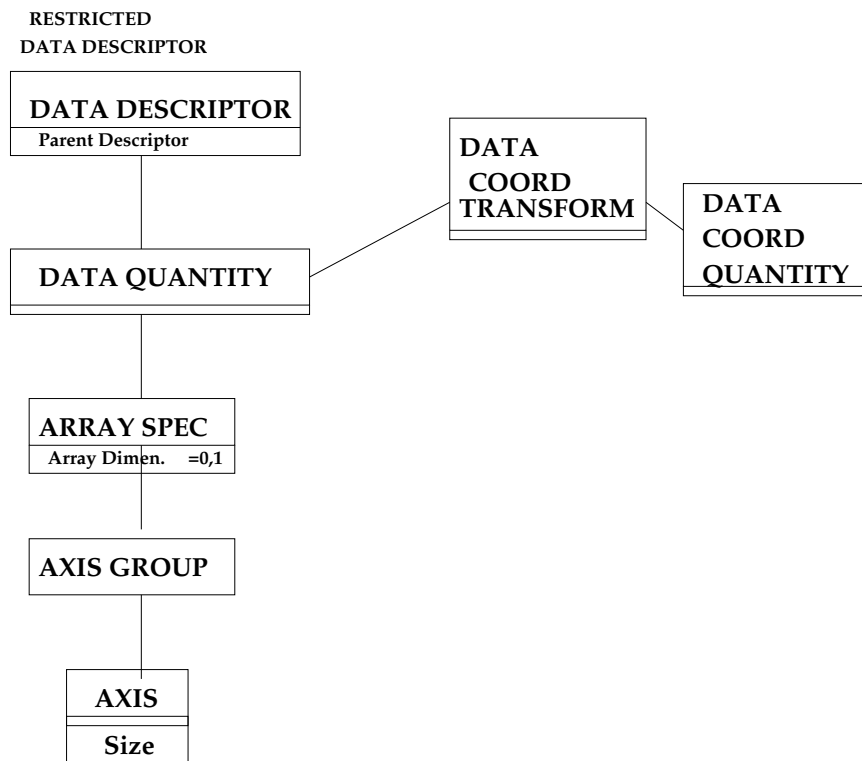 RESTRICTED
DATA DESCRIPTOR
DATA DESCRIPTOR
Parent Descriptor
DATA QUANTITY
DATA
COORD
TRANSFORM
DATA
COORD
QUANTITY
ARRAY SPEC
Array Dimen. =0,1
AXIS GROUP
AXIS
Size